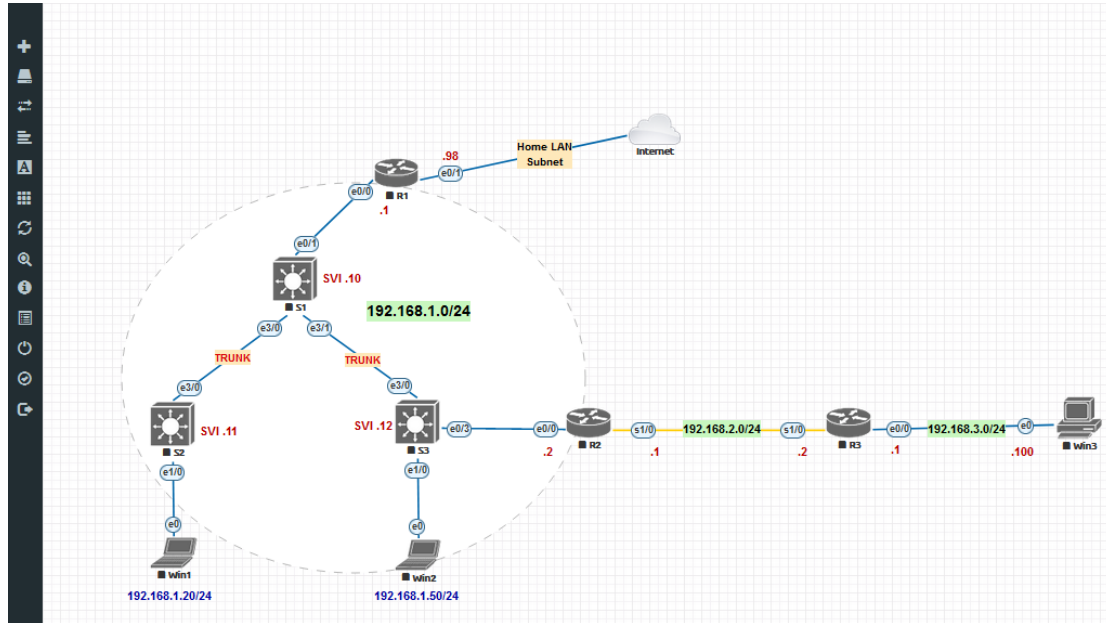 Home LAN
Subnet
Internet
.98
e0/1
R1
e0/0
.1
e0/1
SVI .10
S1
192.168.1.0/24
e3/0
e3/1
TRUNK
TRUNK
e3/0
e3/0
SVI .11
S2
SVI .12
S3
e0/3
e0/0
R2
.2
s1/0
.1
192.168.2.0/24
s1/0
.2
R3
e0/0
.1
192.168.3.0/24
e0
.100
Win3
e1/0
e1/0
e0
e0
Win1
Win2
192.168.1.20/24
192.168.1.50/24